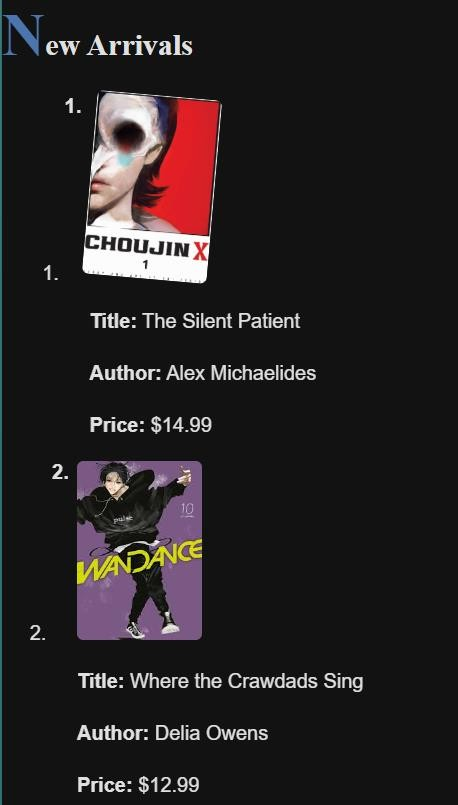 New Arrivals
1.
CHOUJIN X
1
1.
Title: The Silent Patient
Author: Alex Michaelides
Price: $14.99
2.
10
pulse
WANDANCE
2.
Title: Where the Crawdads Sing
Author: Delia Owens
Price: $12.99